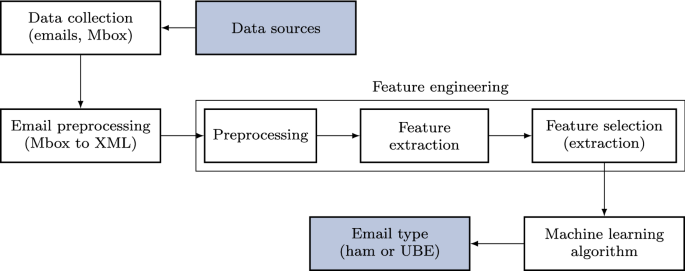 Data collection
(emails, Mbox)
Data sources
Feature engineering
Email preprocessing
(Mbox to XML)
Preprocessing
Feature
extraction
Feature selection
(extraction)
Email type
(ham or UBE)
Machine learning
algorithm